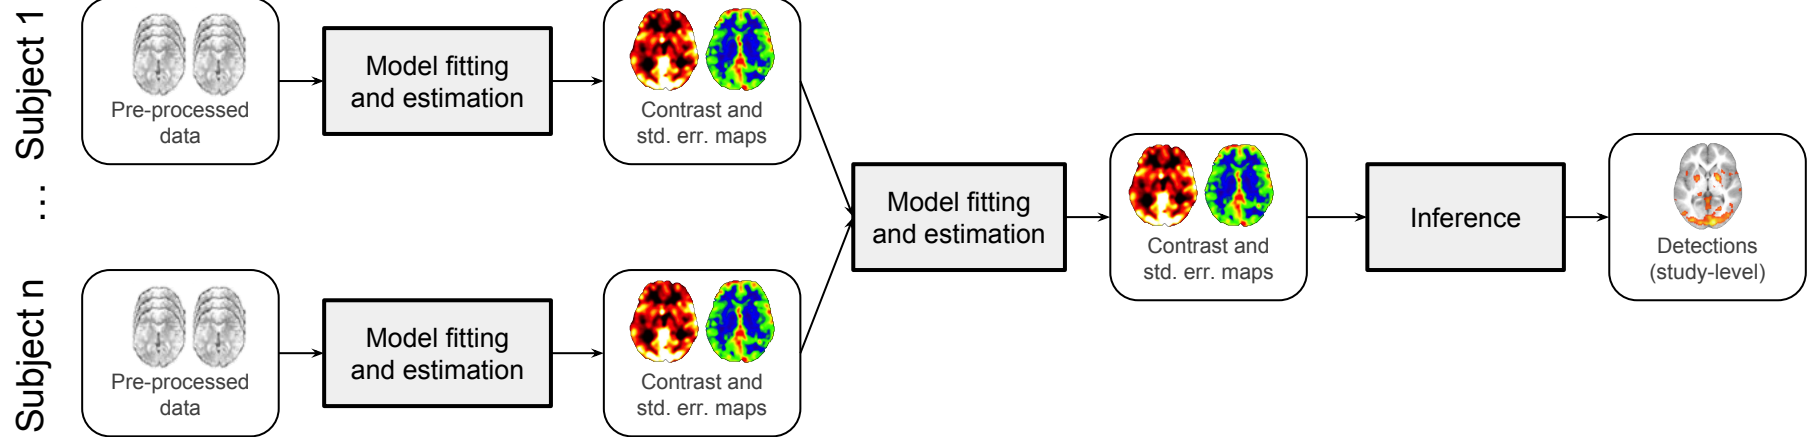 Subject 1
Pre-processed
data
Model fitting
and estimation
Contrast and
std. err. maps
...
Subject n
Pre-processed
data
Model fitting
and estimation
Contrast and
std. err. maps
Model fitting
and estimation
Contrast and
std. err. maps
Inference
Detections
(study-level)